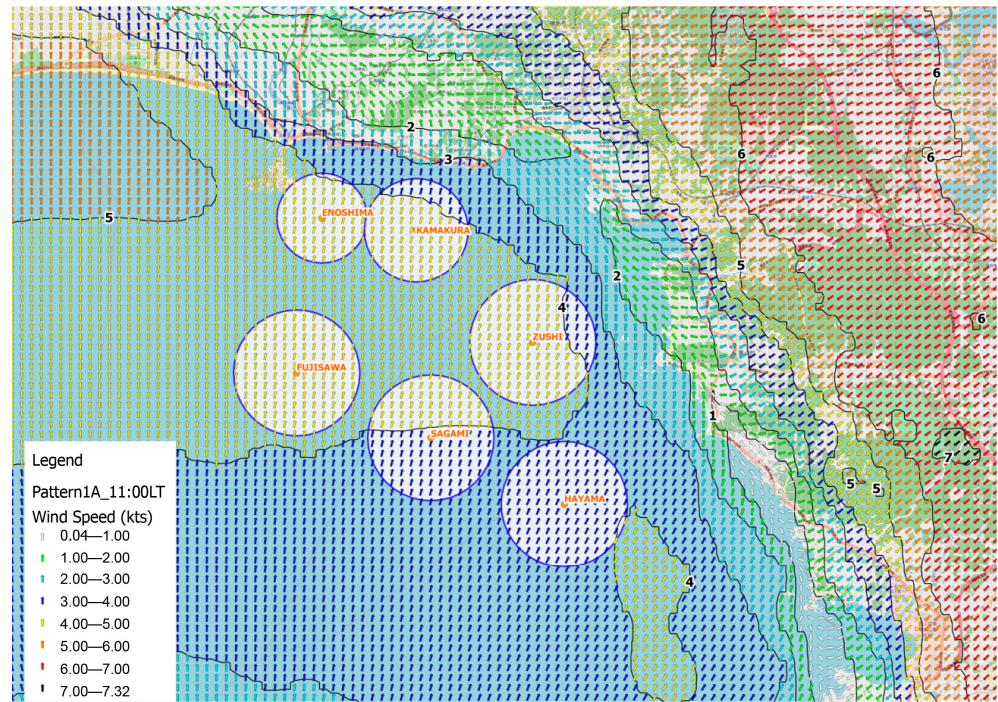 6
2
3
6
6
5
ENOSHIMA
KAMAKURA
5
2
4
ZUSHI
6
FUJISAWA
1
SAGAMI
7
5
5
HAYAMA
4
Legend
Pattern1A_11:00LT
Wind Speed (kts)
0.04—1.00
1.00—2.00
2.00—3.00
3.00—4.00
4.00—5.00
5.00—6.00
6.00—7.00
7.00—7.32